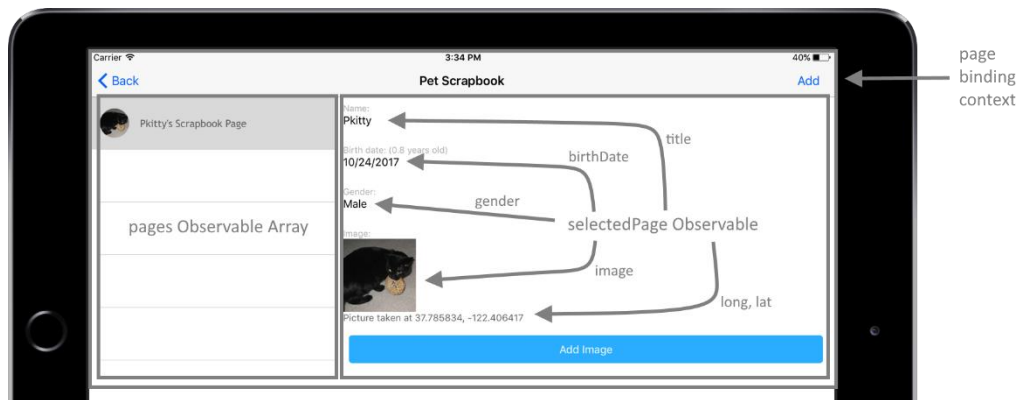 Carrier 3:34 PM 40%
Back Pet Scrapbook Add
page
binding
context
Pkitty's Scrapbook Page
pages Observable Array
Name:
Pkitty
title
Birth date: (0.8 years old)
10/24/2017
birthDate
Gender:
Male
gender
selectedPage Observable
Image:
image
long, lat
Picture taken at 37.785834, -122.406417
Add Image